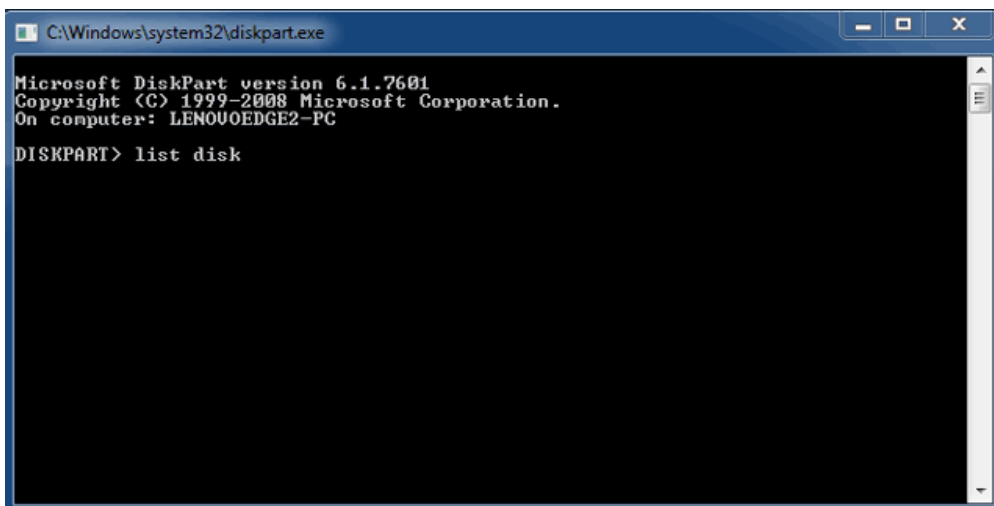 C:\Windows\system32\diskpart.exe
Microsoft DiskPart version 6.1.7601
Copyright (C) 1999-2008 Microsoft Corporation.
On computer: LENOVOEDGE2-PC
DISKPART> list disk